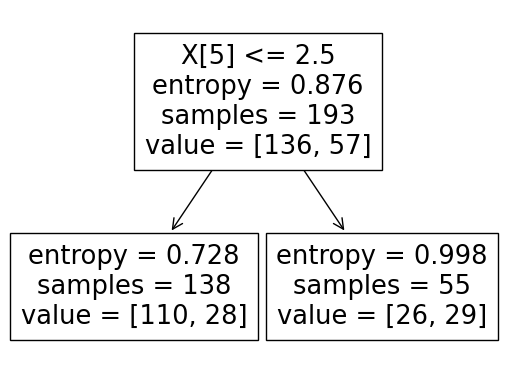 X[5] <= 2.5
entropy = 0.876
samples = 193
value = [136, 57]
entropy = 0.728
samples = 138
value = [110, 28]
entropy = 0.998
samples = 55
value = [26, 29]